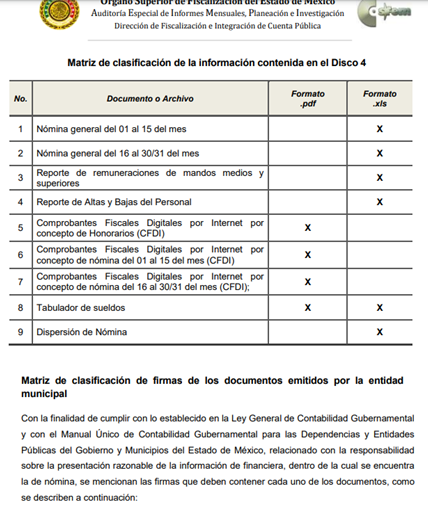 Órgano Superior de Fiscalización del Estado de México
Auditoría Especial de Informes Mensuales, Planeación e Investigación
Dirección de Fiscalización e Integración de Cuenta Pública
Matriz de clasificación de la información contenida en el Disco 4
No. Documento o Archivo Formato .pdf Formato .xls
1 Nómina general del 01 al 15 del mes X
2 Nómina general del 16 al 30/31 del mes X
3 Reporte de remuneraciones de mandos medios y
superiores X
4 Reporte de Altas y Bajas del Personal X
5 Comprobantes Fiscales Digitales por Internet por
concepto de Honorarios (CFDI) X
6 Comprobantes Fiscales Digitales por Internet por
concepto de nómina del 01 al 15 del mes (CFDI) X
7 Comprobantes Fiscales Digitales por Internet por
concepto de nómina del 16 al 30/31 del mes (CFDI); X
8 Tabulador de sueldos X X
9 Dispersión de Nómina X
Matriz de clasificación de firmas de los documentos emitidos por la entidad
municipal
Con la finalidad de cumplir con lo establecido en la Ley General de Contabilidad Gubernamental
y con el Manual Único de Contabilidad Gubernamental para las Dependencias y Entidades
Públicas del Gobierno y Municipios del Estado de México, relacionado con la responsabilidad
sobre la presentación razonable de la información de financiera, dentro de la cual se encuentra
la de nómina, se mencionan las firmas que deben contener cada uno de los documentos, como
se describen a continuación: